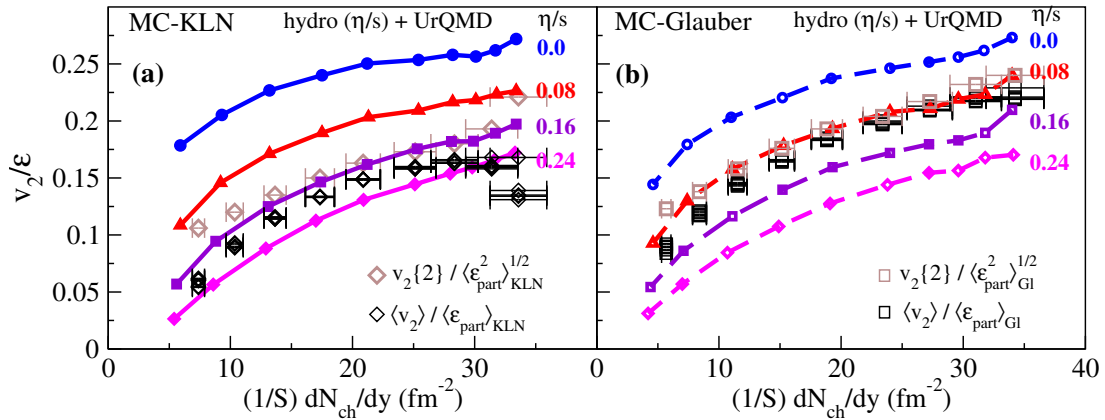 MC-KLN hydro (η/s) + UrQMD η/s
0.0
0.08
0.16
0.24
(a)
v₂{2} / ⟨ε²part⟩^1/2 KLN
⟨v₂⟩ / ⟨εpart⟩KLN
v₂/ε
0
0.05
0.1
0.15
0.2
0.25
0 10 20 30
(1/S) dNch/dy (fm⁻²)
MC-Glauber hydro (η/s) + UrQMD η/s
0.0
0.08
0.16
0.24
(b)
v₂{2} / ⟨ε²part⟩^1/2 Gl
⟨v₂⟩ / ⟨εpart⟩Gl
0 10 20 30 40
(1/S) dNch/dy (fm⁻²)